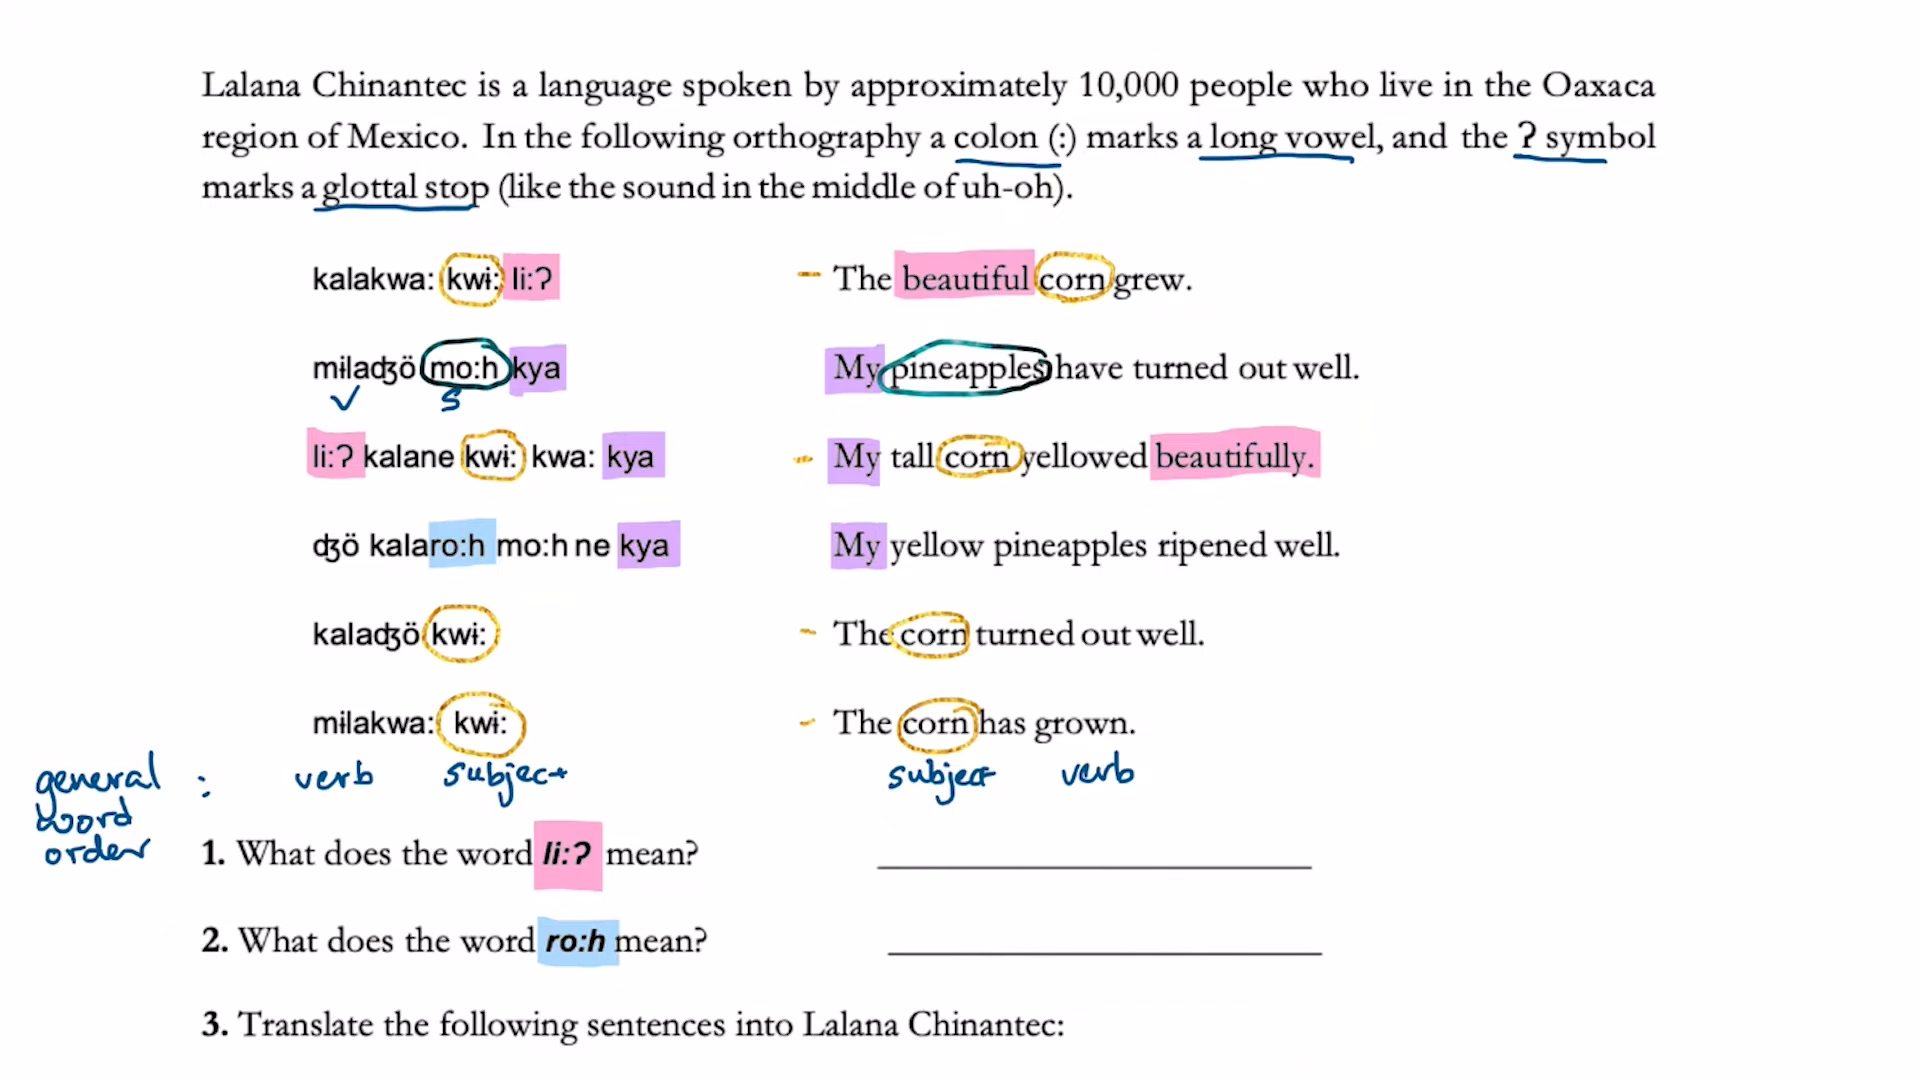 Lalana Chinantec is a language spoken by approximately 10,000 people who live in the Oaxaca
region of Mexico. In the following orthography a colon (:) marks a long vowel, and the ʔ symbol
marks a glottal stop (like the sound in the middle of uh-oh).
kalakwa: kwɨ: li:ʔ – The beautiful corn grew.
mɨlaʤö mo:h kya My pineapples have turned out well.
v s
li:ʔ kalane kwɨ: kwa: kya – My tall corn yellowed beautifully.
ʤö kalaro:h mo:h ne kya My yellow pineapples ripened well.
kalaʤö kwɨ: – The corn turned out well.
mɨlakwa: kwɨ: – The corn has grown.
general word order : verb subject subject verb
1. What does the word li:ʔ mean?
2. What does the word ro:h mean?
3. Translate the following sentences into Lalana Chinantec: